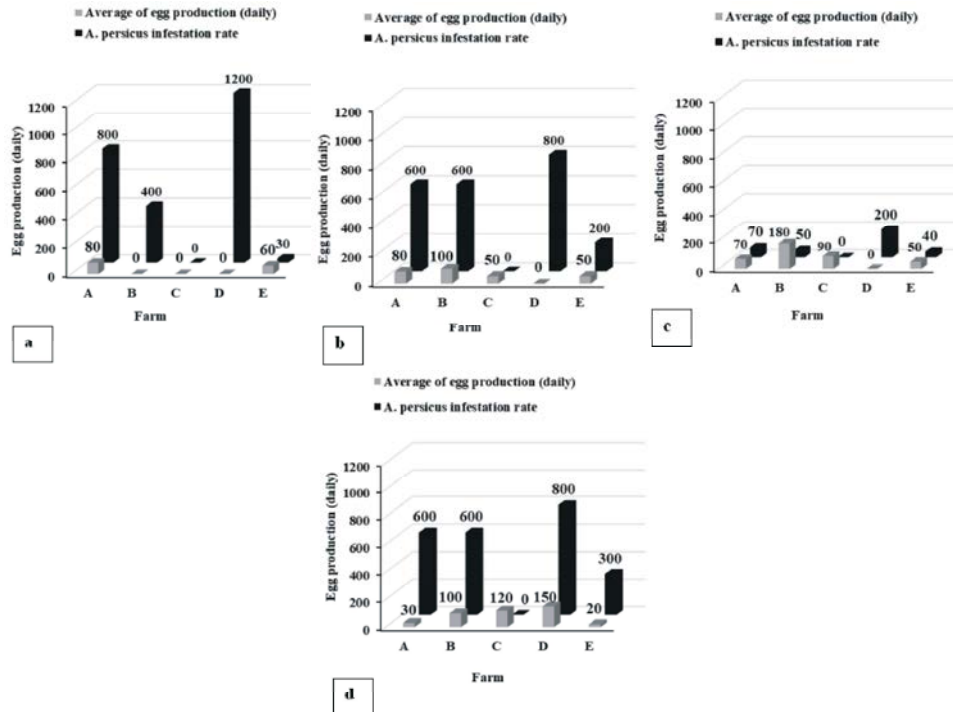 Average of egg production (daily)
A. persicus infestation rate
Egg production (daily)
1200
1000
800
600
400
200
0
80 800 0 400 0 0 0 1200 60 30
A B C D E
Farm
a
Average of egg production (daily)
A. persicus infestation rate
Egg production (daily)
1200
1000
800
600
400
200
0
80 600 100 600 50 0 0 800 50 200
A B C D E
Farm
b
Average of egg production (daily)
A. persicus infestation rate
Egg production (daily)
1200
1000
800
600
400
200
0
70 70 180 50 90 0 0 200 50 40
A B C D E
Farm
c
Average of egg production (daily)
A. persicus infestation rate
Egg production (daily)
1200
1000
800
600
400
200
0
30 600 100 600 120 0 150 800 20 300
A B C D E
Farm
d